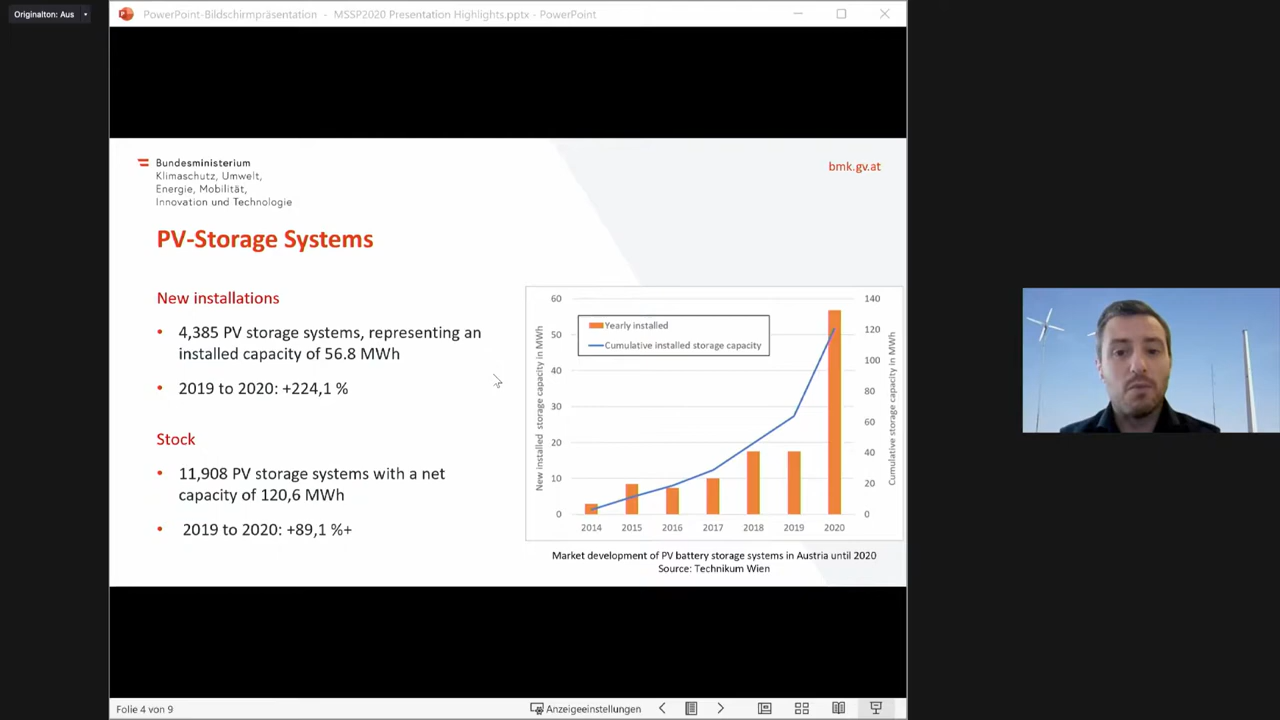 Originalton: Aus
PowerPoint-Bildschirmpräsentation - MSSP2020 Presentation Highlights.pptx - PowerPoint
Bundesministerium
Klimaschutz, Umwelt,
Energie, Mobilität,
Innovation und Technologie
bmk.gv.at
PV-Storage Systems
New installations
• 4,385 PV storage systems, representing an
installed capacity of 56.8 MWh
• 2019 to 2020: +224,1 %
Stock
• 11,908 PV storage systems with a net
capacity of 120,6 MWh
• 2019 to 2020: +89,1 %+
New installed storage capacity in MWh
60
50
40
30
20
10
0
Yearly installed
Cumulative installed storage capacity
140
120
100
80
60
40
20
0
Cumulative storage capacity in MWh
2014 2015 2016 2017 2018 2019 2020
Market development of PV battery storage systems in Austria until 2020
Source: Technikum Wien
Folie 4 von 9
Anzeigeeinstellungen